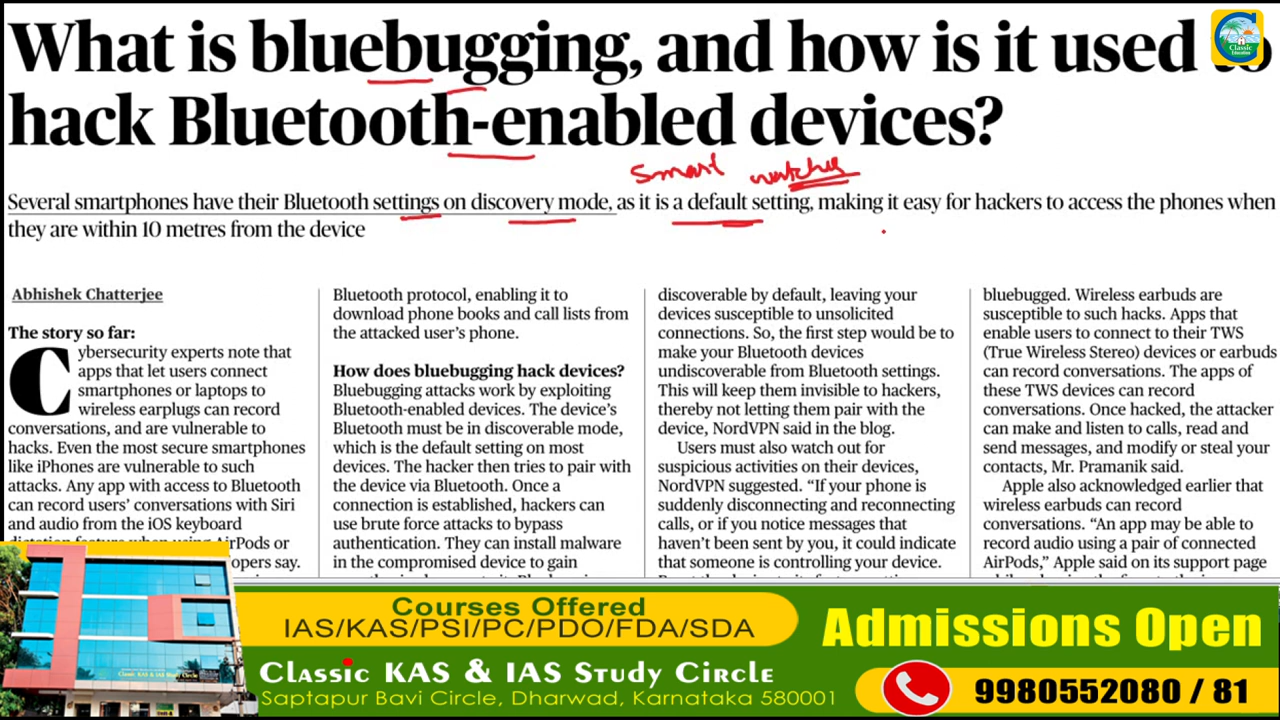 What is bluebugging, and how is it used to
hack Bluetooth-enabled devices?
Classic
Education
Smart watches
Several smartphones have their Bluetooth settings on discovery mode, as it is a default setting, making it easy for hackers to access the phones when
they are within 10 metres from the device
Abhishek Chatterjee
The story so far:
Cybersecurity experts note that
apps that let users connect
smartphones or laptops to
wireless earplugs can record
conversations, and are vulnerable to
hacks. Even the most secure smartphones
like iPhones are vulnerable to such
attacks. Any app with access to Bluetooth
can record users’ conversations with Siri
and audio from the iOS keyboard
dictation feature when using AirPods or
opers say.
Bluetooth protocol, enabling it to
download phone books and call lists from
the attacked user’s phone.
How does bluebugging hack devices?
Bluebugging attacks work by exploiting
Bluetooth-enabled devices. The device’s
Bluetooth must be in discoverable mode,
which is the default setting on most
devices. The hacker then tries to pair with
the device via Bluetooth. Once a
connection is established, hackers can
use brute force attacks to bypass
authentication. They can install malware
in the compromised device to gain
discoverable by default, leaving your
devices susceptible to unsolicited
connections. So, the first step would be to
make your Bluetooth devices
undiscoverable from Bluetooth settings.
This will keep them invisible to hackers,
thereby not letting them pair with the
device, NordVPN said in the blog.
Users must also watch out for
suspicious activities on their devices,
NordVPN suggested. “If your phone is
suddenly disconnecting and reconnecting
calls, or if you notice messages that
haven’t been sent by you, it could indicate
that someone is controlling your device.
bluebugged. Wireless earbuds are
susceptible to such hacks. Apps that
enable users to connect to their TWS
(True Wireless Stereo) devices or earbuds
can record conversations. The apps of
these TWS devices can record
conversations. Once hacked, the attacker
can make and listen to calls, read and
send messages, and modify or steal your
contacts, Mr. Pramanik said.
Apple also acknowledged earlier that
wireless earbuds can record
conversations. “An app may be able to
record audio using a pair of connected
AirPods,” Apple said on its support page
Courses Offered
IAS/KAS/PSI/PC/PDO/FDA/SDA
Classic KAS & IAS Study Circle
Saptapur Bavi Circle, Dharwad, Karnataka 580001
Admissions Open
9980552080 / 81
Classic KAS & IAS Study Circle